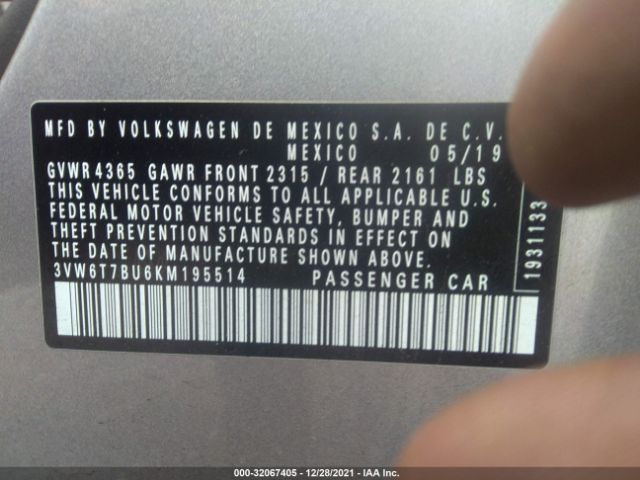 MFD BY VOLKSWAGEN DE MEXICO S.A. DE C.V.
MEXICO 05/19
GVWR 4365 GAWR FRONT 2315 / REAR 2161 LBS
THIS VEHICLE CONFORMS TO ALL APPLICABLE U.S.
FEDERAL MOTOR VEHICLE SAFETY, BUMPER AND
THEFT PREVENTION STANDARDS IN EFFECT ON
THE DATE OF MANUFACTURE SHOWN ABOVE.
3VW6T7BU6KM195514 PASSENGER CAR
1931133
000-32067405 - 12/28/2021 - IAA Inc.